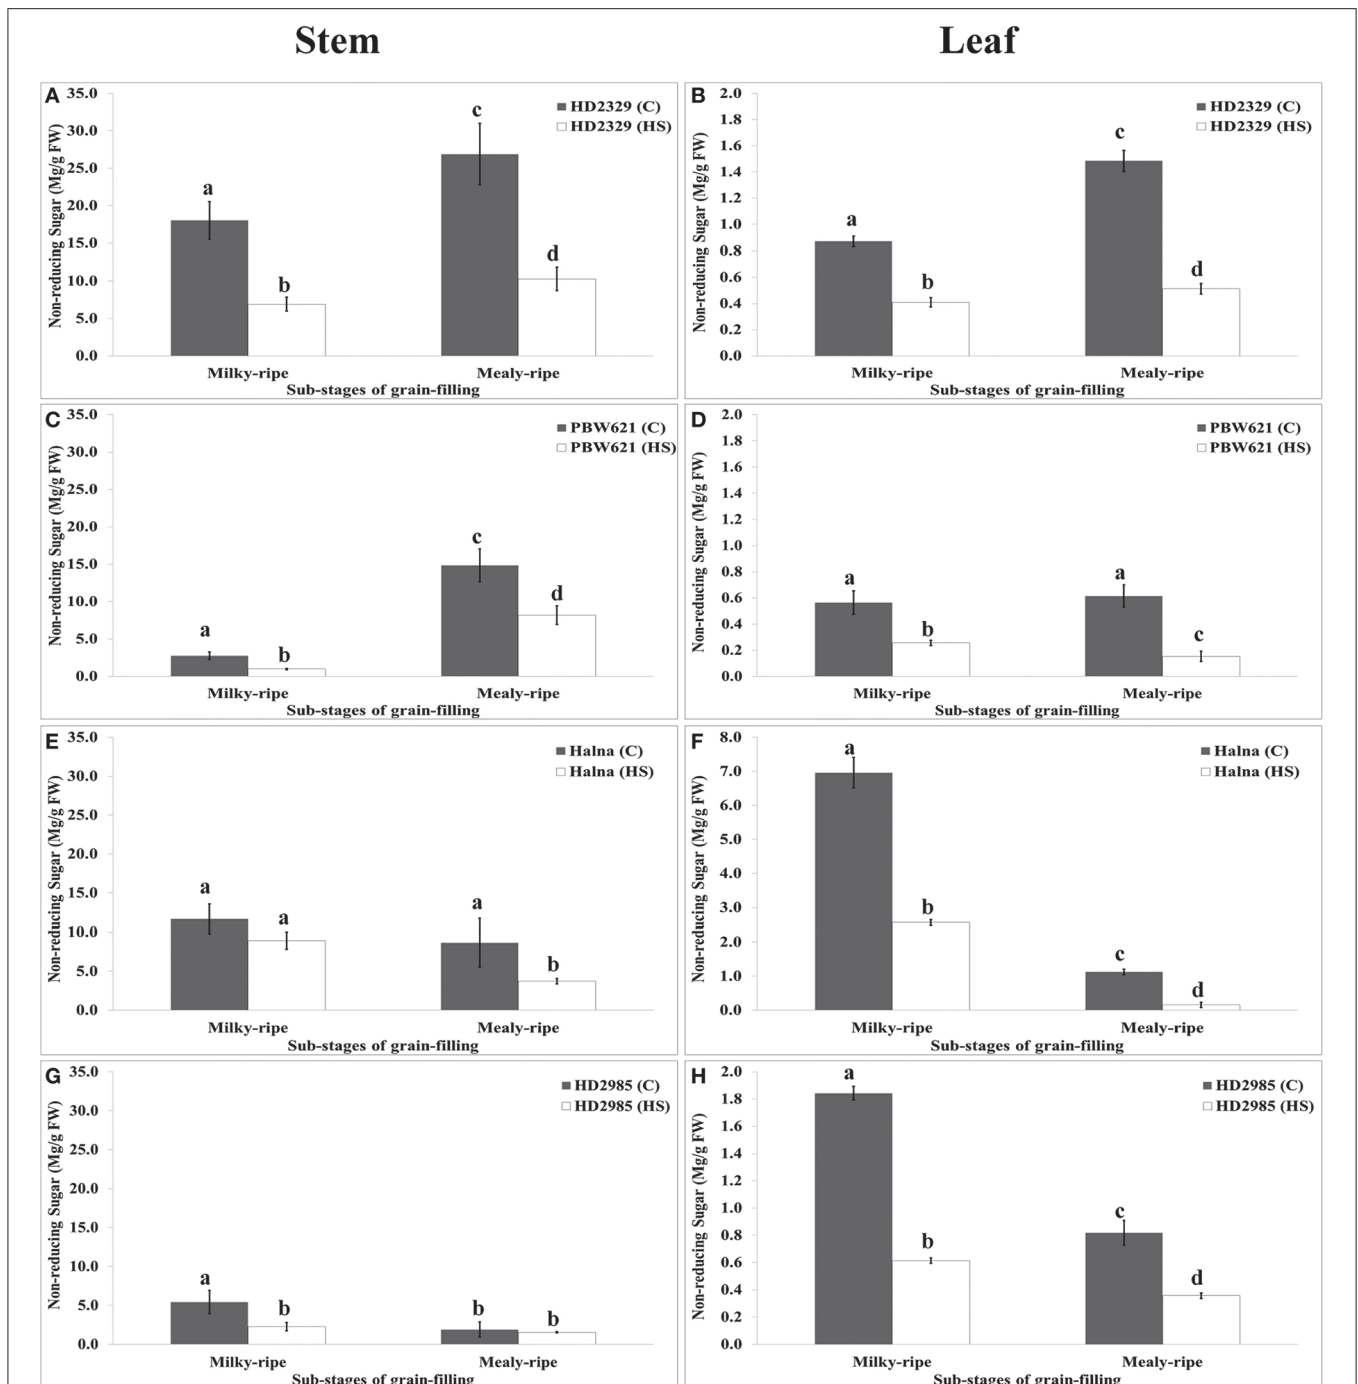 Stem
Leaf
A
Non-reducing Sugar (Mg/g FW)
35.0
30.0
25.0
20.0
15.0
10.0
5.0
0.0
HD2329 (C)
HD2329 (HS)
a
b
c
d
Milky-ripe
Mealy-ripe
Sub-stages of grain-filling
B
Non-reducing Sugar (Mg/g FW)
2.0
1.8
1.6
1.4
1.2
1.0
0.8
0.6
0.4
0.2
0.0
HD2329 (C)
HD2329 (HS)
a
b
c
d
Milky-ripe
Mealy-ripe
Sub-stages of grain-filling
C
Non-reducing Sugar (Mg/g FW)
35.0
30.0
25.0
20.0
15.0
10.0
5.0
0.0
PBW621 (C)
PBW621 (HS)
a
b
c
d
Milky-ripe
Mealy-ripe
Sub-stages of grain-filling
D
Non-reducing Sugar (Mg/g FW)
2.0
1.8
1.6
1.4
1.2
1.0
0.8
0.6
0.4
0.2
0.0
PBW621 (C)
PBW621 (HS)
a
b
a
c
Milky-ripe
Mealy-ripe
Sub-stages of grain-filling
E
Non-reducing Sugar (Mg/g FW)
35.0
30.0
25.0
20.0
15.0
10.0
5.0
0.0
Halna (C)
Halna (HS)
a
a
a
b
Milky-ripe
Mealy-ripe
Sub-stages of grain-filling
F
Non-reducing Sugar (Mg/g FW)
8.0
7.0
6.0
5.0
4.0
3.0
2.0
1.0
0.0
Halna (C)
Halna (HS)
a
b
c
d
Milky-ripe
Mealy-ripe
Sub-stages of grain-filling
G
Non-reducing Sugar (Mg/g FW)
35.0
30.0
25.0
20.0
15.0
10.0
5.0
0.0
HD2985 (C)
HD2985 (HS)
a
b
b
b
Milky-ripe
Mealy-ripe
Sub-stages of grain-filling
H
Non-reducing Sugar (Mg/g FW)
2.0
1.8
1.6
1.4
1.2
1.0
0.8
0.6
0.4
0.2
0.0
HD2985 (C)
HD2985 (HS)
a
b
c
d
Milky-ripe
Mealy-ripe
Sub-stages of grain-filling